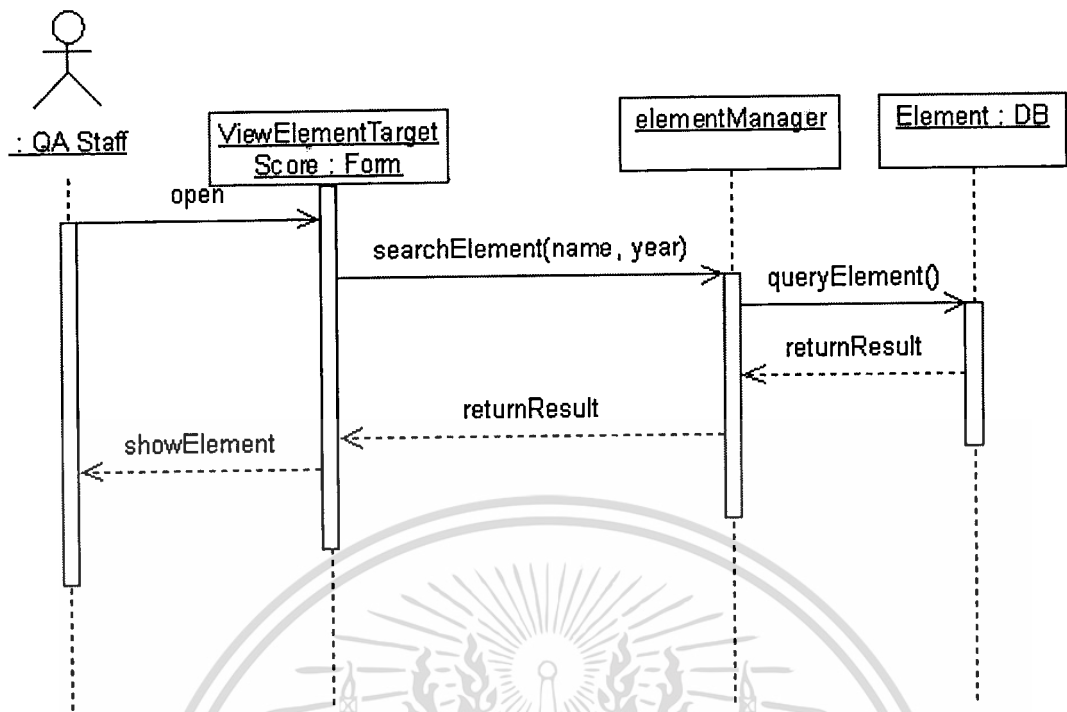 : QA Staff
ViewElementTarget
Score : Form
elementManager
Element : DB
open
searchElement(name, year)
queryElement()
returnResult
returnResult
showElement